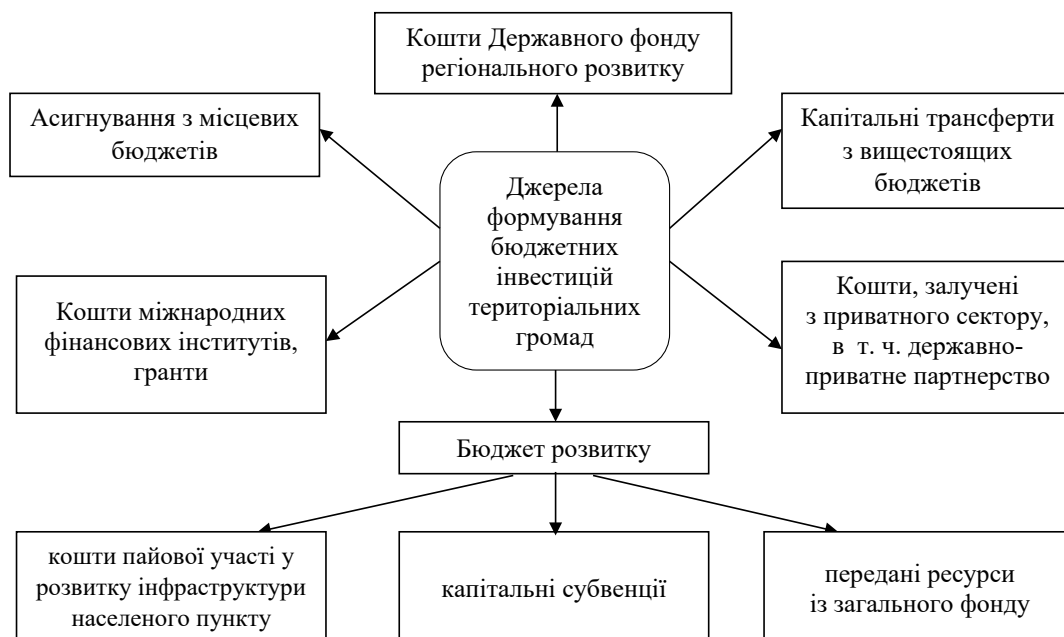 Кошти Державного фонду
регіонального розвитку
Асигнування з місцевих
бюджетів
Капітальні трансферти
з вищестоящих
бюджетів
Джерела
формування
бюджетних
інвестицій
територіальних
громад
Кошти міжнародних
фінансових інститутів,
гранти
Кошти, залучені
з приватного сектору,
в т. ч. державно-
приватне партнерство
Бюджет розвитку
кошти пайової участі у
розвитку інфраструктури
населеного пункту
капітальні субвенції
передані ресурси
із загального фонду